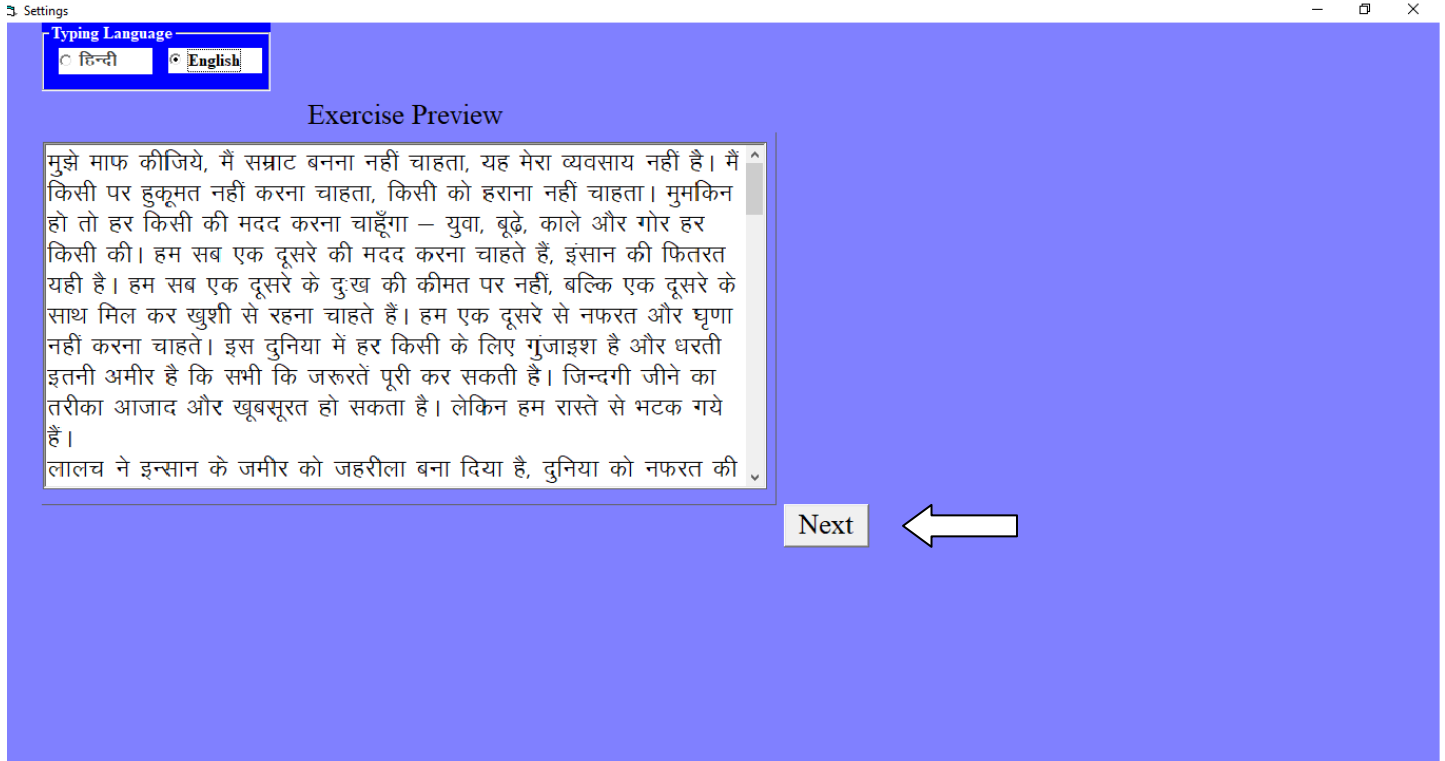 Settings
Typing Language
हिन्दी
English
Exercise Preview
मुझे माफ कीजिये, मैं सम्राट बनना नहीं चाहता, यह मेरा व्यवसाय नहीं है। मैं
किसी पर हुकूमत नहीं करना चाहता, किसी को हराना नहीं चाहता। मुमकिन
हो तो हर किसी की मदद करना चाहूँगा – युवा, बूढ़े, काले और गोर हर
किसी की। हम सब एक दूसरे की मदद करना चाहते हैं, इंसान की फितरत
यही है। हम सब एक दूसरे के दुःख की कीमत पर नहीं, बल्कि एक दूसरे के
साथ मिल कर खुशी से रहना चाहते हैं। हम एक दूसरे से नफरत और घृणा
नहीं करना चाहते। इस दुनिया में हर किसी के लिए गुंजाइश है और धरती
इतनी अमीर है कि सभी कि जरूरतें पूरी कर सकती है। जिन्दगी जीने का
तरीका आजाद और खूबसूरत हो सकता है। लेकिन हम रास्ते से भटक गये
हैं।
लालच ने इन्सान के जमीर को जहरीला बना दिया है, दुनिया को नफरत की
Next